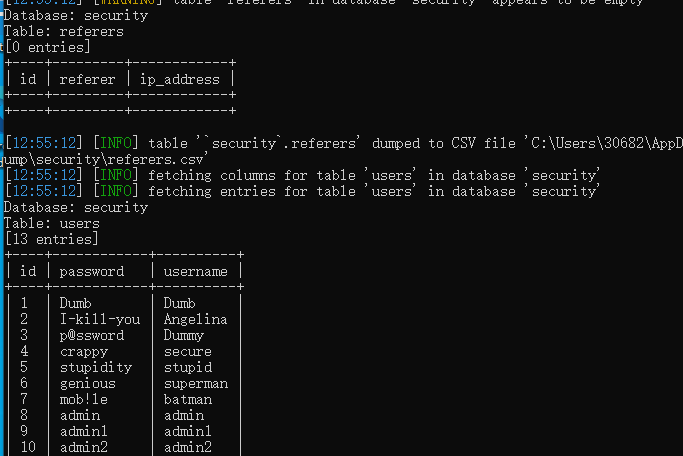 [12:55:12] [WARNING] table 'referers' in database 'security' appears to be empty
Database: security
Table: referers
[0 entries]
+----+---------+------------+
| id | referer | ip_address |
+----+---------+------------+
+----+---------+------------+
[12:55:12] [INFO] table '`security`.referers' dumped to CSV file 'C:\Users\30682\AppD
ump\security\referers.csv'
[12:55:12] [INFO] fetching columns for table 'users' in database 'security'
[12:55:12] [INFO] fetching entries for table 'users' in database 'security'
Database: security
Table: users
[13 entries]
+----+------------+----------+
| id | password | username |
+----+------------+----------+
| 1 | Dumb | Dumb |
| 2 | I-kill-you | Angelina |
| 3 | p@ssword | Dummy |
| 4 | crappy | secure |
| 5 | stupidity | stupid |
| 6 | genious | superman |
| 7 | mob!le | batman |
| 8 | admin | admin |
| 9 | admin1 | admin1 |
| 10 | admin2 | admin2 |